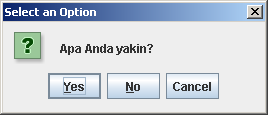 Select an Option
Apa Anda yakin?
Yes No Cancel